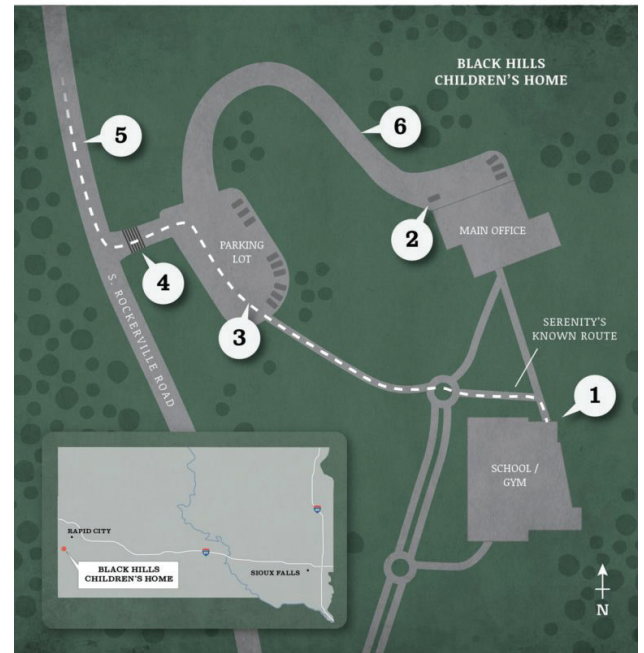 BLACK HILLS
CHILDREN'S HOME
5
6
2
MAIN OFFICE
PARKING
LOT
4
3
S. ROCKERVILLE ROAD
SERENITY'S
KNOWN ROUTE
1
SCHOOL /
GYM
RAPID CITY
BLACK HILLS
CHILDREN'S HOME
SIOUX FALLS
N